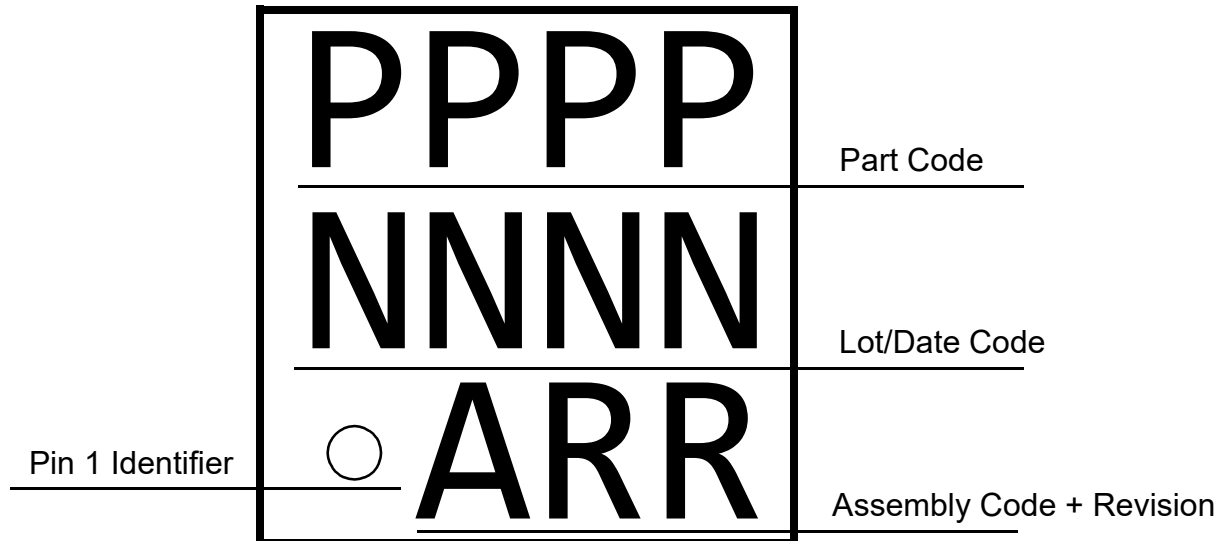 PPPP
Part Code
NNNN
Lot/Date Code
Pin 1 Identifier
ARR
Assembly Code + Revision